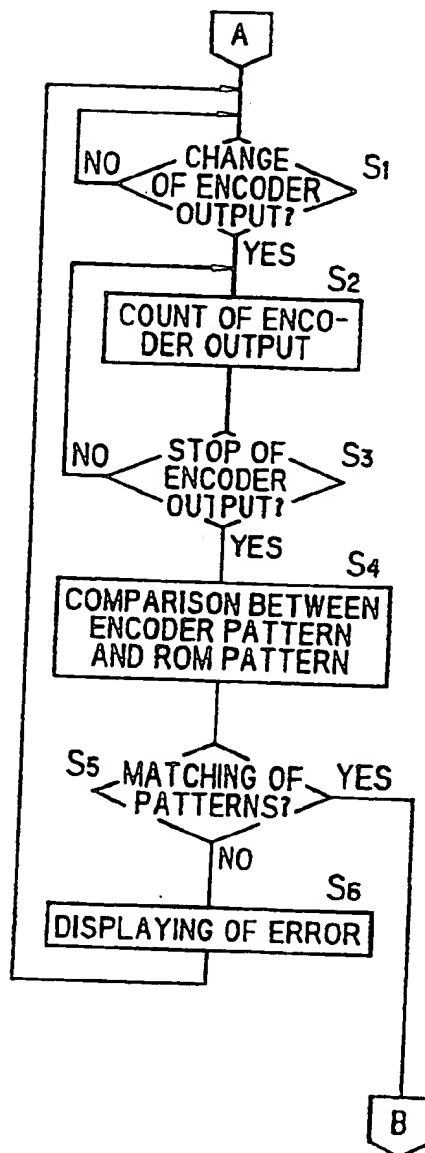 A
CHANGE
NO
OF ENCODER
S1
OUTPUT?
YES
S2
COUNT OF ENCO-
DER OUTPUT
NO
STOP OF
ENCODER
S3
OUTPUT?
YES
S4
COMPARISON BETWEEN
ENCODER PATTERN
AND ROM PATTERN
S5
MATCHING OF
PATTERNS?
YES
NO
S6
DISPLAYING OF ERROR
B